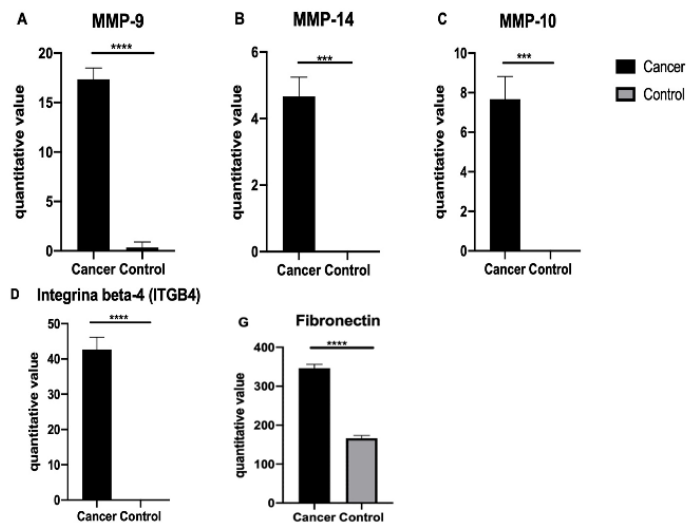 A MMP-9
quantitative value
20
15
10
5
0
****
Cancer Control
B MMP-14
quantitative value
6
4
2
0
***
Cancer Control
C MMP-10
quantitative value
10
8
6
4
2
0
***
Cancer Control
Cancer
Control
D Integrina beta-4 (ITGB4)
quantitative value
50
40
30
20
10
0
****
Cancer Control
G Fibronectin
quantitative value
400
300
200
100
0
****
Cancer Control